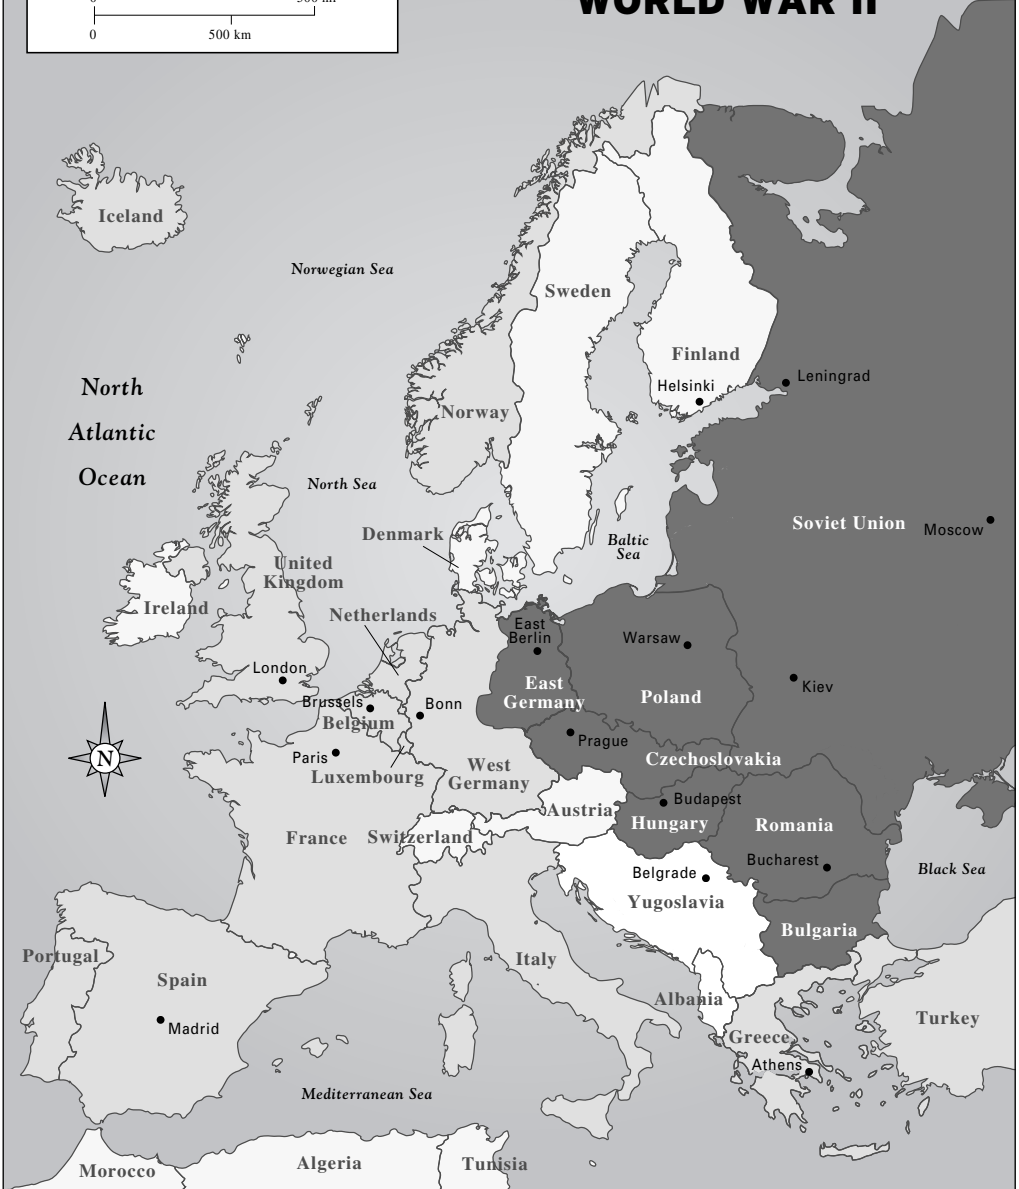 WORLD WAR II
0
500 mi
0
500 km
Iceland
Norwegian Sea
Sweden
Finland
Helsinki
Leningrad
North
Atlantic
Ocean
Norway
North Sea
Soviet Union
Moscow
Denmark
Baltic
Sea
United
Kingdom
Ireland
Netherlands
East
Berlin
Warsaw
London
Kiev
East
Germany
Poland
Brussels
Bonn
Belgium
Prague
N
Paris
Luxembourg
West
Germany
Czechoslovakia
Austria
Budapest
Hungary
Romania
France
Switzerland
Bucharest
Black Sea
Belgrade
Yugoslavia
Bulgaria
Portugal
Spain
Italy
Albania
Madrid
Greece
Turkey
Athens
Mediterranean Sea
Morocco
Algeria
Tunisia